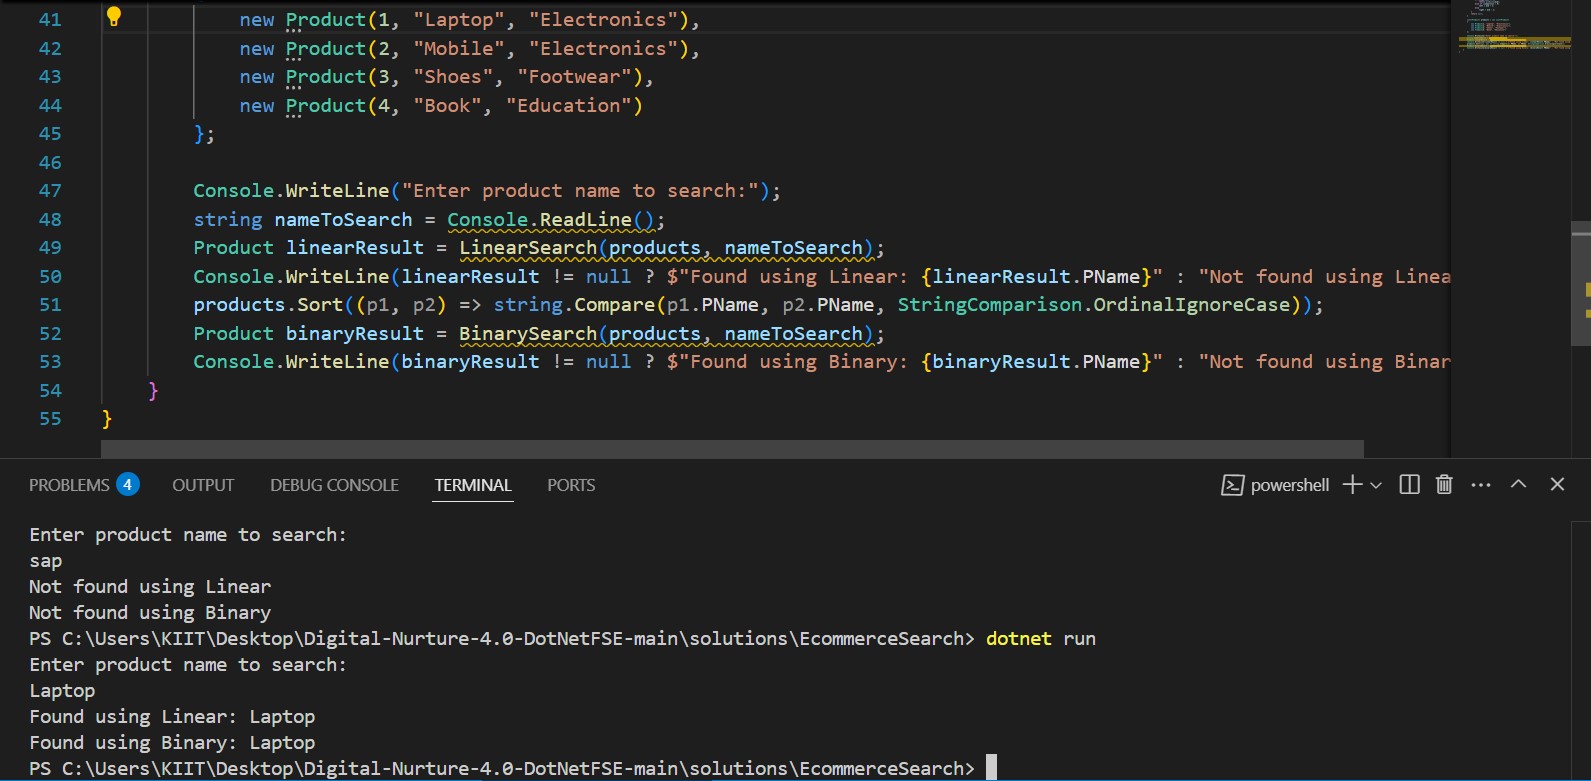 41 new Product(1, "Laptop", "Electronics"),
42 new Product(2, "Mobile", "Electronics"),
43 new Product(3, "Shoes", "Footwear"),
44 new Product(4, "Book", "Education")
45 };
46
47 Console.WriteLine("Enter product name to search:");
48 string nameToSearch = Console.ReadLine();
49 Product linearResult = LinearSearch(products, nameToSearch);
50 Console.WriteLine(linearResult != null ? $"Found using Linear: {linearResult.PName}" : "Not found using Linea
51 products.Sort((p1, p2) => string.Compare(p1.PName, p2.PName, StringComparison.OrdinalIgnoreCase));
52 Product binaryResult = BinarySearch(products, nameToSearch);
53 Console.WriteLine(binaryResult != null ? $"Found using Binary: {binaryResult.PName}" : "Not found using Binar
54 }
55 }
PROBLEMS 4 OUTPUT DEBUG CONSOLE TERMINAL PORTS powershell
Enter product name to search:
sap
Not found using Linear
Not found using Binary
PS C:\Users\KIIT\Desktop\Digital-Nurture-4.0-DotNetFSE-main\solutions\EcommerceSearch> dotnet run
Enter product name to search:
Laptop
Found using Linear: Laptop
Found using Binary: Laptop
PS C:\Users\KIIT\Desktop\Digital-Nurture-4.0-DotNetFSE-main\solutions\EcommerceSearch>